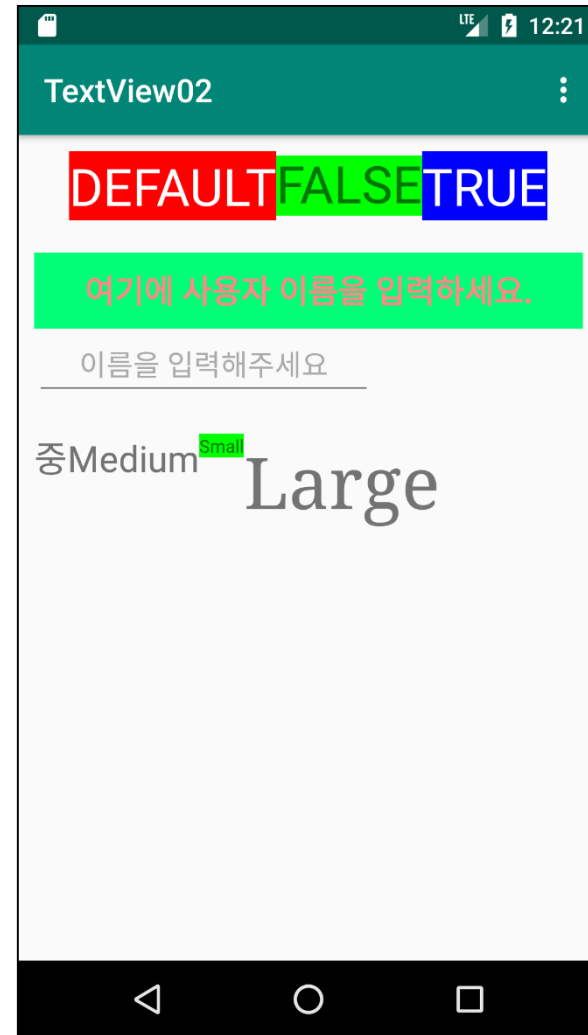 LTE 12:21
TextView02
DEFAULTFALSETRUE
여기에 사용자 이름을 입력하세요.
이름을 입력해주세요
중MediumSmallLarge